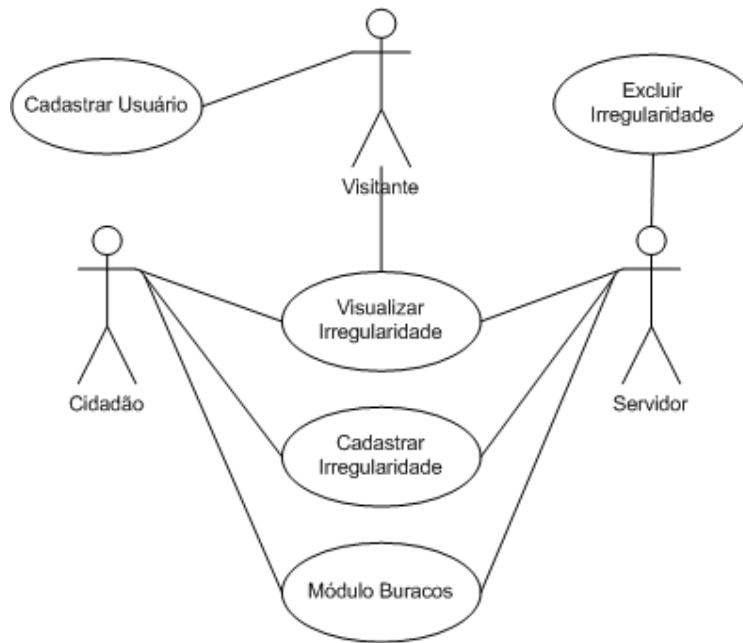 Cadastrar Usuário
Excluir
Irregularidade
Visitante
Visualizar
Irregularidade
Cidadão
Servidor
Cadastrar
Irregularidade
Módulo Buracos